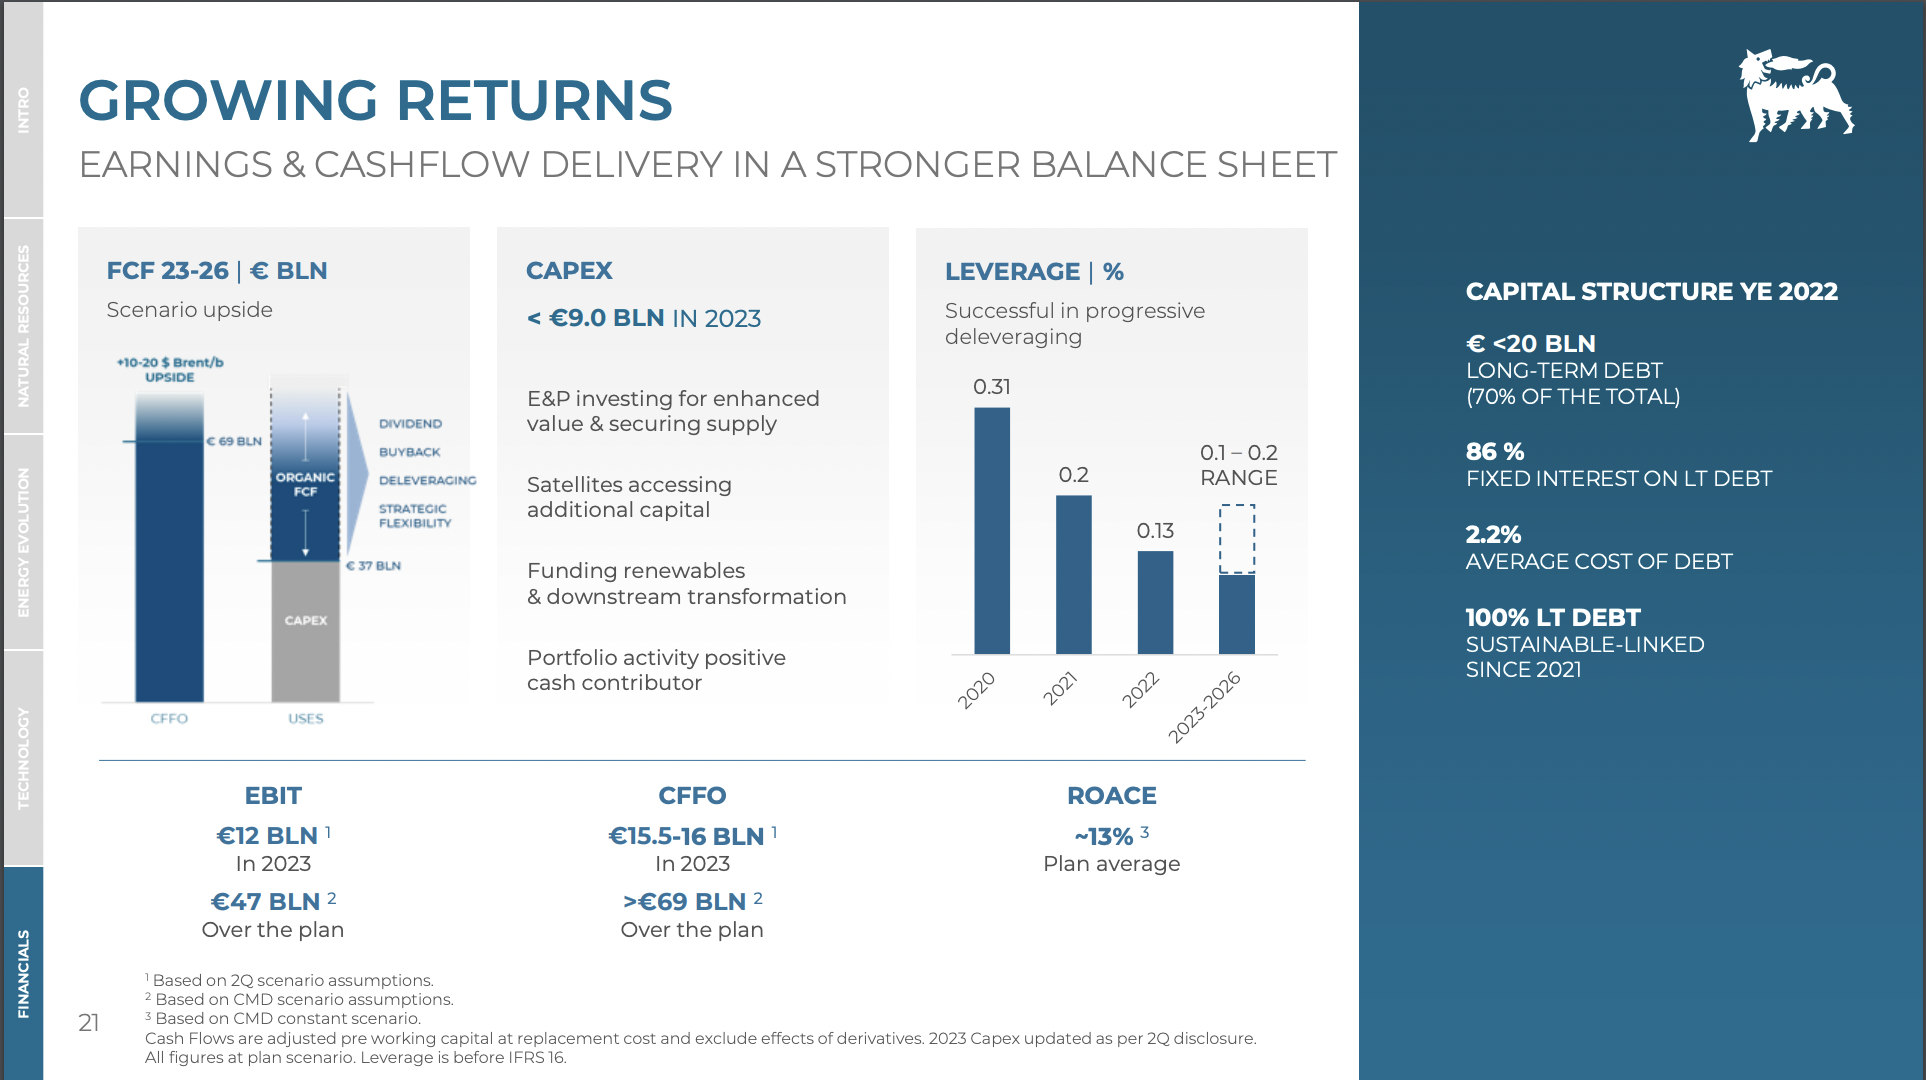 INTRO
NATURAL RESOURCES
ENERGY EVOLUTION
TECHNOLOGY
FINANCIALS
GROWING RETURNS
EARNINGS & CASHFLOW DELIVERY IN A STRONGER BALANCE SHEET
FCF 23-26 | € BLN
Scenario upside
+10-20 $ Brent/b
UPSIDE
€ 69 BLN
ORGANIC
FCF
€ 37 BLN
CAPEX
DIVIDEND
BUYBACK
DELEVERAGING
STRATEGIC
FLEXIBILITY
CFFO
USES
CAPEX
< €9.0 BLN IN 2023
E&P investing for enhanced
value & securing supply
Satellites accessing
additional capital
Funding renewables
& downstream transformation
Portfolio activity positive
cash contributor
LEVERAGE | %
Successful in progressive
deleveraging
0.31
0.2
0.13
0.1 – 0.2
RANGE
2020
2021
2022
2023-2026
EBIT
€12 BLN 1
In 2023
€47 BLN 2
Over the plan
CFFO
€15.5-16 BLN 1
In 2023
>€69 BLN 2
Over the plan
ROACE
~13% 3
Plan average
1 Based on 2Q scenario assumptions.
2 Based on CMD scenario assumptions.
3 Based on CMD constant scenario.
Cash Flows are adjusted pre working capital at replacement cost and exclude effects of derivatives. 2023 Capex updated as per 2Q disclosure.
All figures at plan scenario. Leverage is before IFRS 16.
21
CAPITAL STRUCTURE YE 2022
€ <20 BLN
LONG-TERM DEBT
(70% OF THE TOTAL)
86 %
FIXED INTEREST ON LT DEBT
2.2%
AVERAGE COST OF DEBT
100% LT DEBT
SUSTAINABLE-LINKED
SINCE 2021